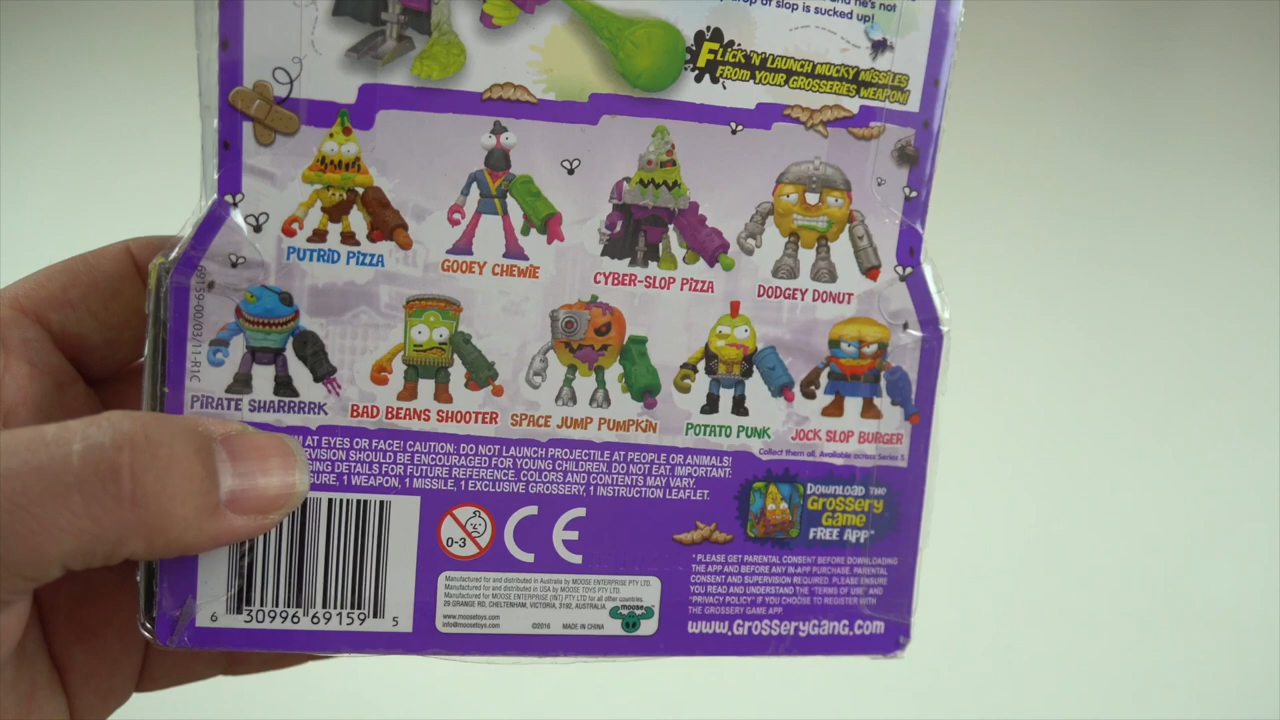 and he's not
drop of slop is sucked up!
FLiCK 'N' LAUNCH MUCKY MiSSiLES
FROM YOUR GROSSERiES WEAPON!
PUTRiD PiZZA
GOOEY CHEWiE
CYBER-SLOP PiZZA
DODGEY DONUT
69159-00/03/11-R1C
PiRATE SHARRRRK
BAD BEANS SHOOTER
SPACE JUMP PUMPKiN
POTATO PUNK
JOCK SLOP BURGER
Collect them all, Available across Series 5
AT EYES OR FACE! CAUTION: DO NOT LAUNCH PROJECTILE AT PEOPLE OR ANIMALS!
SHOULD BE ENCOURAGED FOR YOUNG CHILDREN. DO NOT EAT. IMPORTANT:
DETAILS FOR FUTURE REFERENCE. COLORS AND CONTENTS MAY VARY.
1 WEAPON, 1 MISSILE, 1 EXCLUSIVE GROSSERY, 1 INSTRUCTION LEAFLET.
DOWNLOAD THE
GROSSERY
GAME
FREE APP*
0-3
CE
* PLEASE GET PARENTAL CONSENT BEFORE DOWNLOADING
THE APP AND BEFORE ANY IN-APP PURCHASE. PARENTAL
CONSENT AND SUPERVISION REQUIRED. PLEASE ENSURE
YOU READ AND UNDERSTAND THE "TERMS OF USE" AND
"PRIVACY POLICY" IF YOU CHOOSE TO REGISTER WITH
THE GROSSERY GAME APP.
www.GROSSERYGANG.COM
Manufactured for and distributed in Australia by MOOSE ENTERPRISE PTY LTD.
Manufactured for and distributed in USA by MOOSE TOYS PTY LTD.
Manufactured for MOOSE ENTERPRISE (INT) PTY LTD for all other countries.
29 GRANGE RD, CHELTENHAM, VICTORIA, 3192, AUSTRALIA.
www.moosetoys.com
info@moosetoys.com ©2016 MADE IN CHINA
moose
6 30996 69159 5